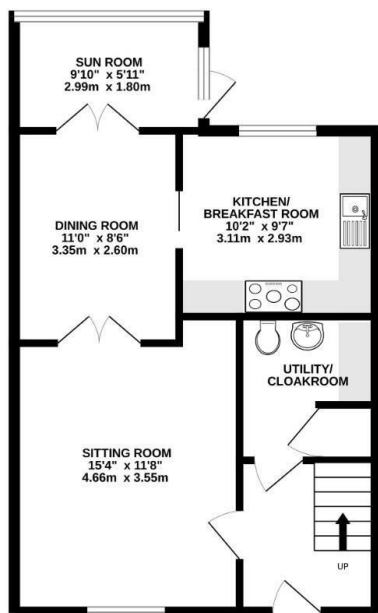 SUN ROOM
9'10" x 5'11"
2.99m x 1.80m
KITCHEN/
BREAKFAST ROOM
10'2" x 9'7"
3.11m x 2.93m
DINING ROOM
11'0" x 8'6"
3.35m x 2.60m
UTILITY/
CLOAKROOM
SITTING ROOM
15'4" x 11'8"
4.66m x 3.55m
UP